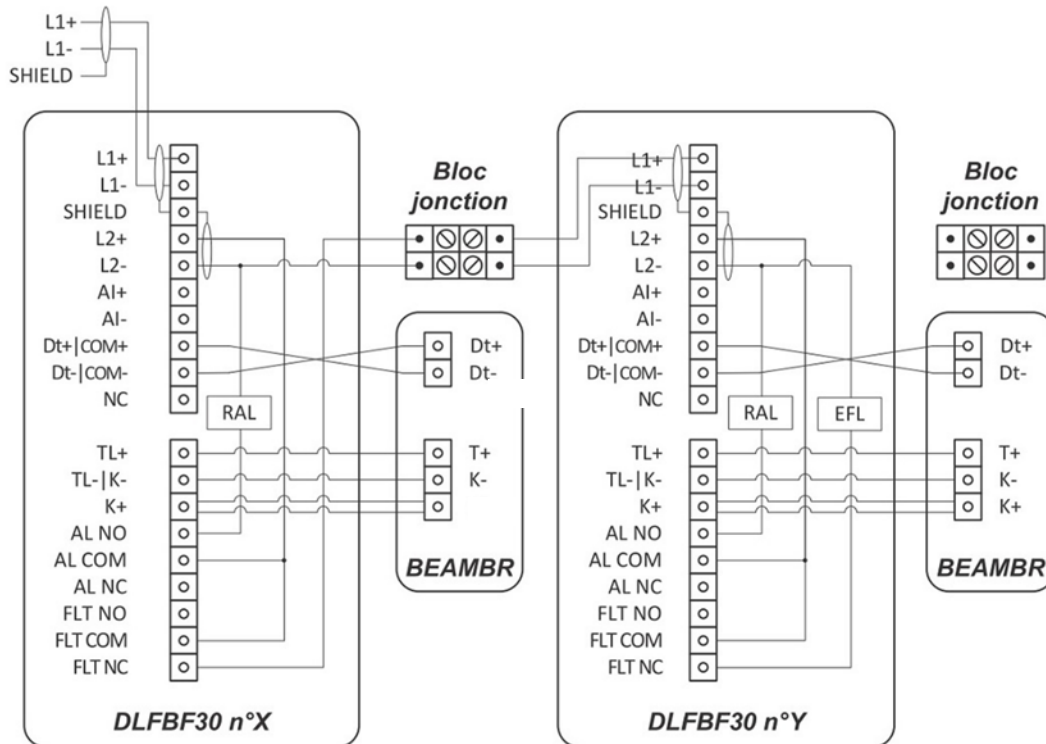 L1+
L1-
SHIELD
L1+
L1-
SHIELD
L2+
L2-
AI+
AI-
Dt+|COM+
Dt-|COM-
NC
RAL
TL+
TL-|K-
K+
AL NO
AL COM
AL NC
FLT NO
FLT COM
FLT NC
DLFBF30 n°X
Bloc
jonction
Dt+
Dt-
T+
K-
BEAMBR
L1+
L1-
SHIELD
L2+
L2-
AI+
AI-
Dt+|COM+
Dt-|COM-
NC
RAL
EFL
TL+
TL-|K-
K+
AL NO
AL COM
AL NC
FLT NO
FLT COM
FLT NC
DLFBF30 n°Y
Bloc
jonction
Dt+
Dt-
T+
K-
K+
BEAMBR